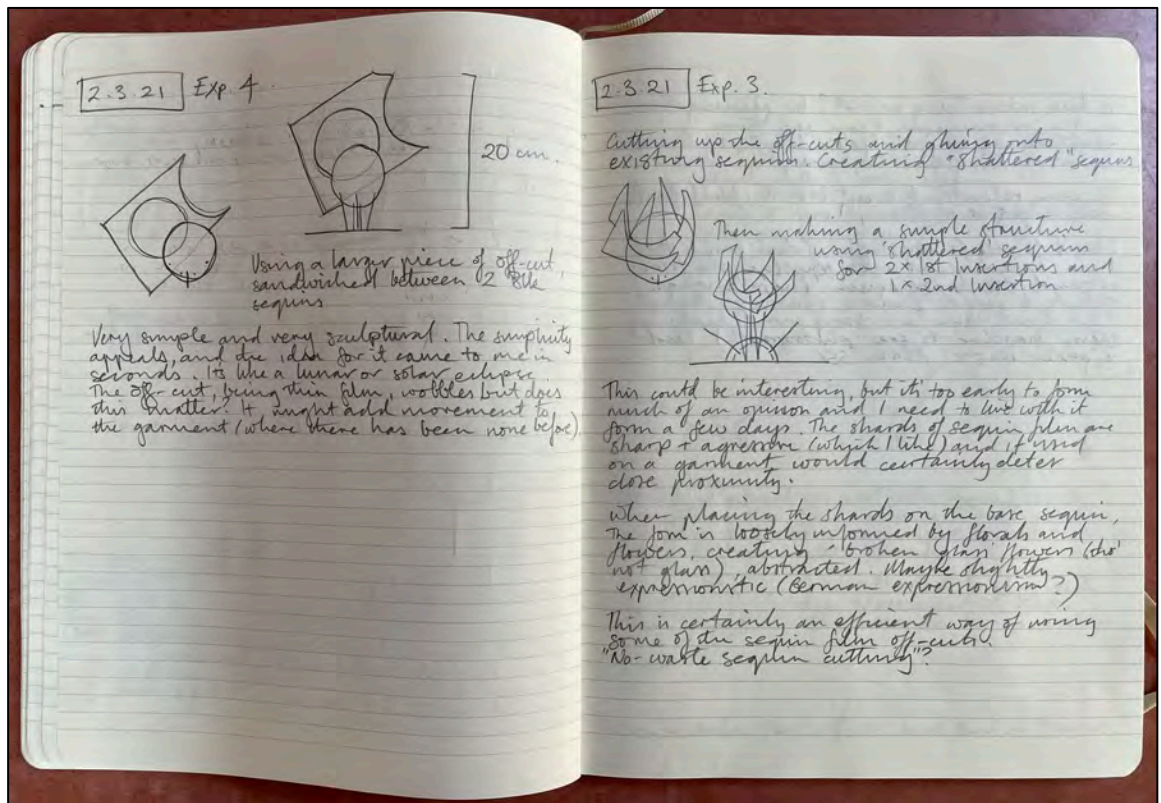 2.3.21 Exp. 4
20 cm.
Using a larger piece of off-cut,
sandwiched between 2
sequins
Very simple and very sculptural. The simplicity
appeals, and the idea for it came to me in
seconds. Its like a lunar or solar eclipse.
The off-cut, being thin film, wobbles but does
this matter. It might add movement to
the garment (where there has been none before).
2.3.21 Exp. 3.
Cutting up the off-cuts and gluing onto
existing sequins. Creating "shattered" sequins
Then making a simple structure
using 'shattered' sequin
for 2x 1st Insertions and
1x 2nd Insertion
This could be interesting, but it's too early to form
much of an opinion and I need to live with it
form a few days. The shards of sequin film are
sharp + agressive (which I like) and if used
on a garment would certainly deter
close proximity.
When placing the shards on the base sequin,
the form is loosely informed by florals and
flowers, creating 'broken glass' flowers (tho'
not glass) abstracted. Maybe slightly
expressionistic (German expressionism?)
This is certainly an efficient way of using
some of the sequin film off-cuts.
"No-waste sequin cutting"?